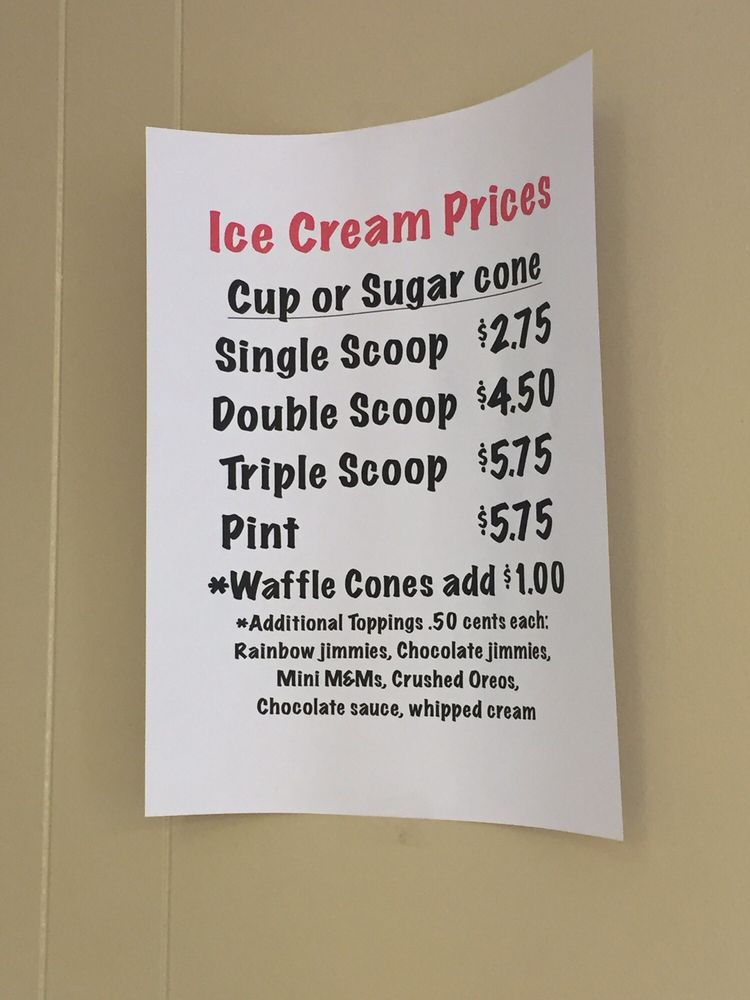 Ice Cream Prices
Cup or Sugar cone
Single Scoop $2.75
Double Scoop $4.50
Triple Scoop $5.75
Pint $5.75
*Waffle Cones add $1.00
*Additional Toppings .50 cents each:
Rainbow jimmies, Chocolate jimmies,
Mini M&Ms, Crushed Oreos,
Chocolate sauce, whipped cream